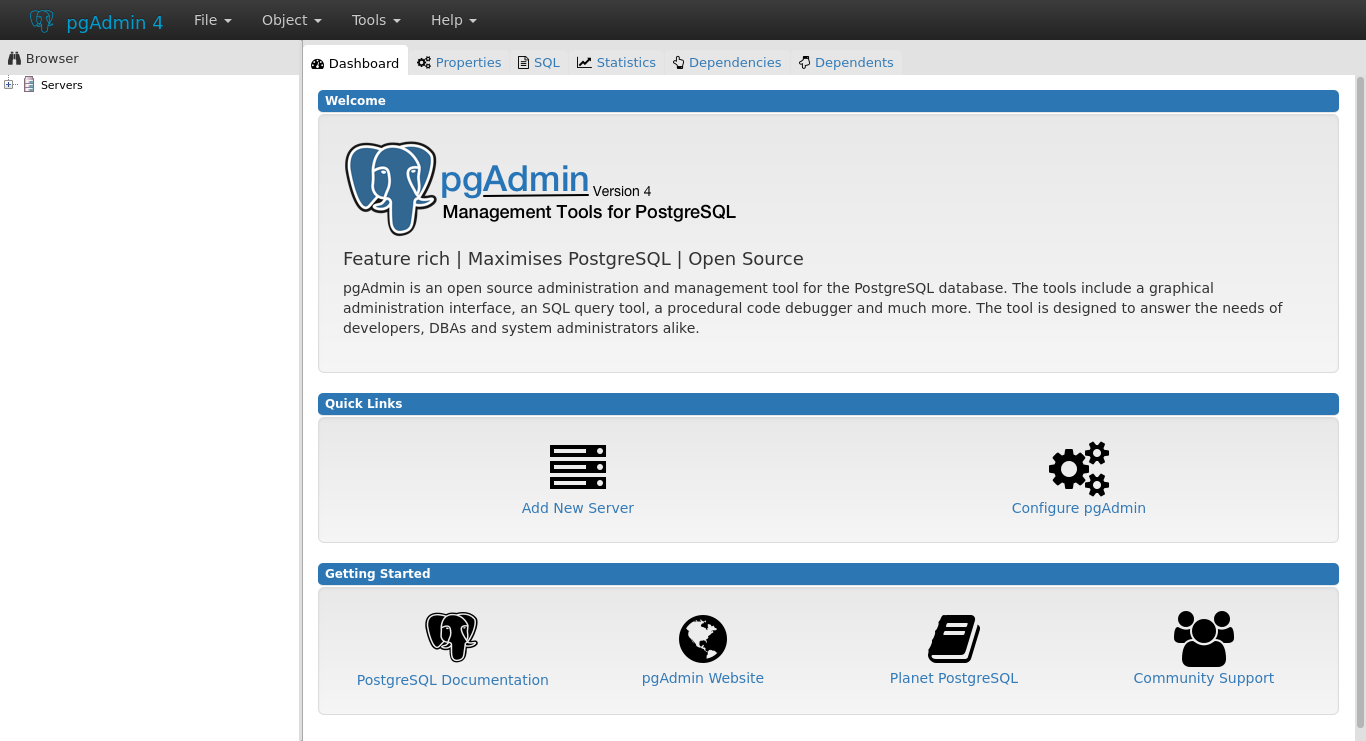 pgAdmin 4 File Object Tools Help
Browser
Servers
Dashboard Properties SQL Statistics Dependencies Dependents
Welcome
pgAdmin Version 4
Management Tools for PostgreSQL
Feature rich | Maximises PostgreSQL | Open Source
pgAdmin is an open source administration and management tool for the PostgreSQL database. The tools include a graphical
administration interface, an SQL query tool, a procedural code debugger and much more. The tool is designed to answer the needs of
developers, DBAs and system administrators alike.
Quick Links
Add New Server Configure pgAdmin
Getting Started
PostgreSQL Documentation pgAdmin Website Planet PostgreSQL Community Support